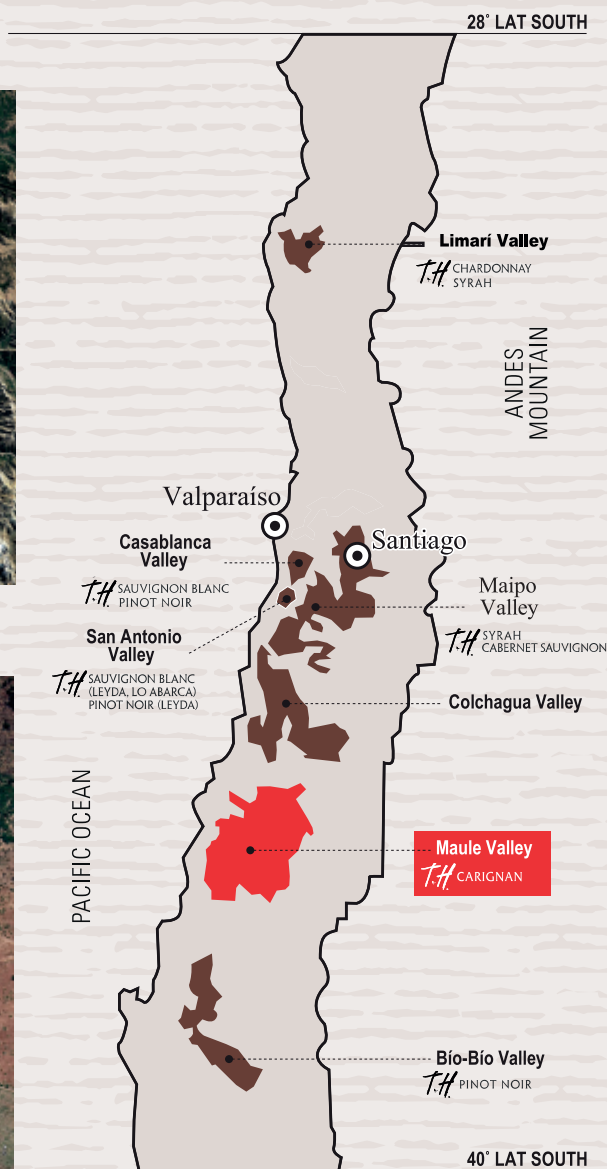 28° LAT SOUTH
Limarí Valley
T.H. CHARDONNAY
SYRAH
ANDES
MOUNTAIN
Valparaíso
Santiago
Casablanca
Valley
T.H. SAUVIGNON BLANC
PINOT NOIR
Maipo
Valley
T.H. SYRAH
CABERNET SAUVIGNON
San Antonio
Valley
T.H. SAUVIGNON BLANC
(LEYDA, LO ABARCA)
PINOT NOIR (LEYDA)
Colchagua Valley
PACIFIC OCEAN
Maule Valley
T.H. CARIGNAN
Bío-Bío Valley
T.H. PINOT NOIR
40° LAT SOUTH